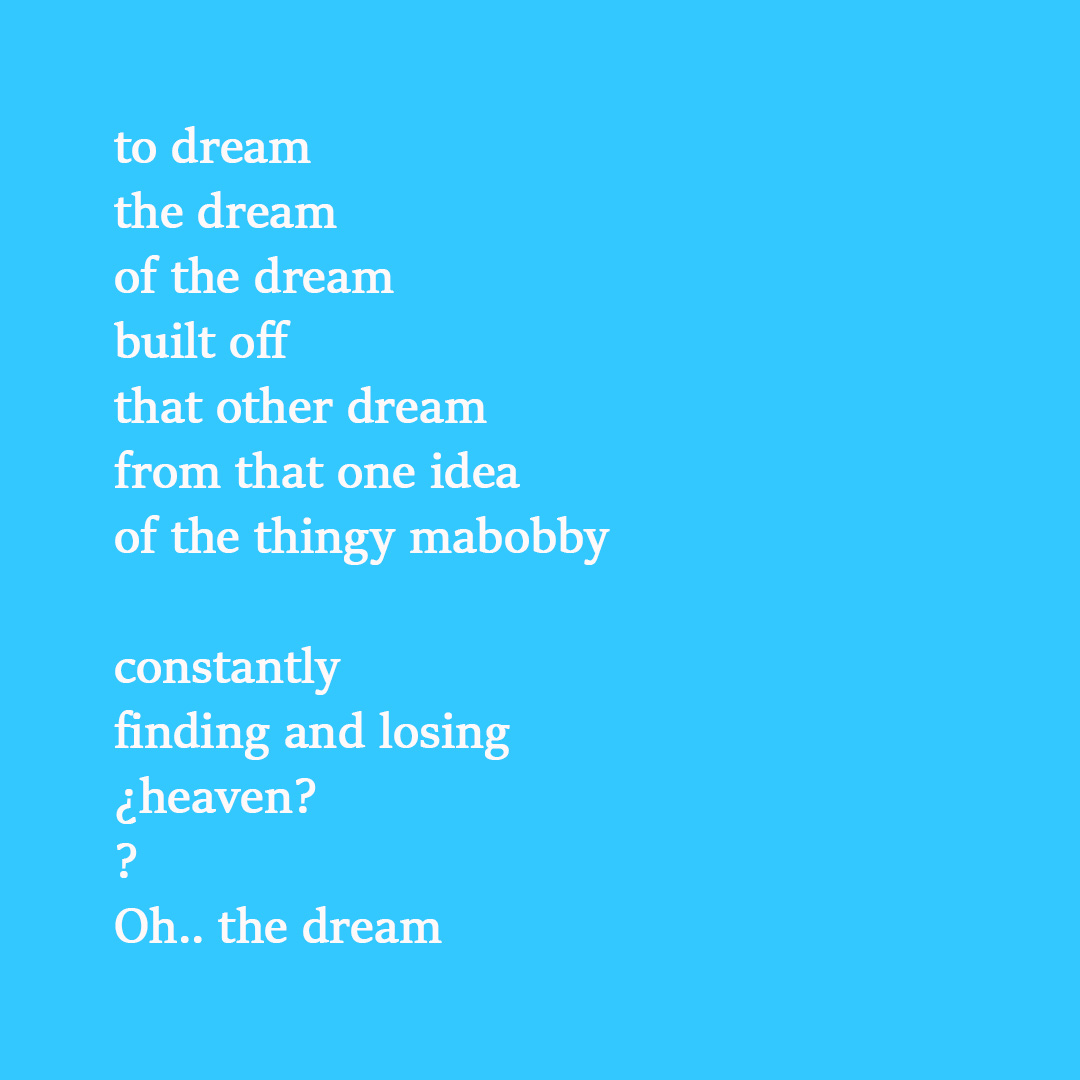 to dream
the dream
of the dream
built off
that other dream
from that one idea
of the thingy mabobby

constantly
finding and losing
¿heaven?
?
Oh.. the dream